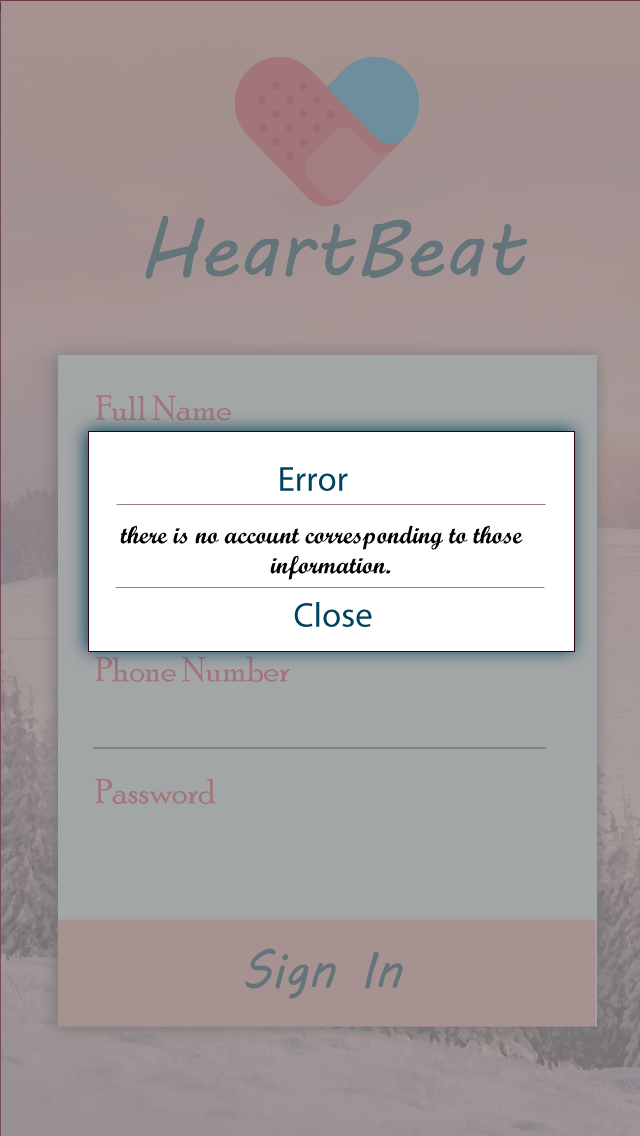 HeartBeat
Full Name
Error
there is no account corresponding to those
information.
Close
Phone Number
Password
Sign In